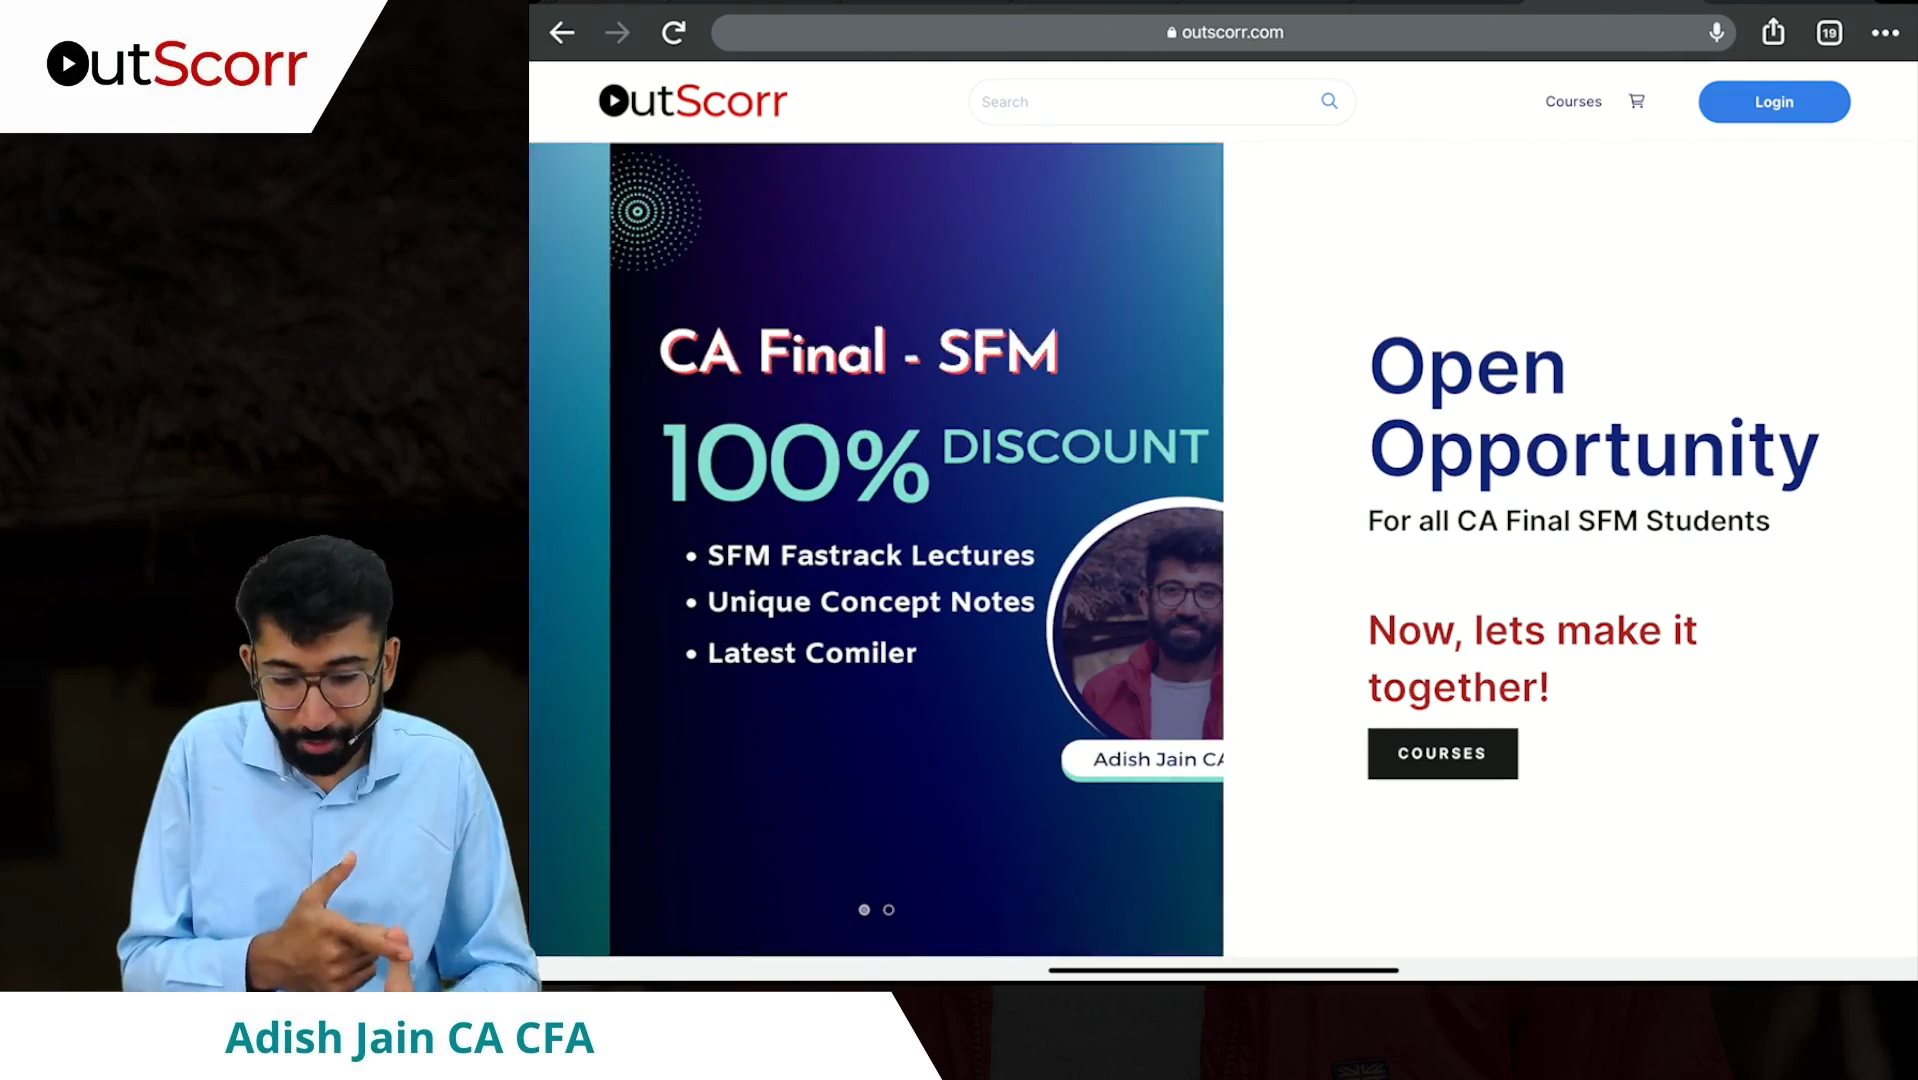 OutScorr
outscorr.com
19
OutScorr
Search
Courses
Login
CA Final - SFM
100% DISCOUNT
• SFM Fastrack Lectures
• Unique Concept Notes
• Latest Comiler
Adish Jain CA
Open
Opportunity
For all CA Final SFM Students
Now, lets make it
together!
COURSES
Adish Jain CA CFA